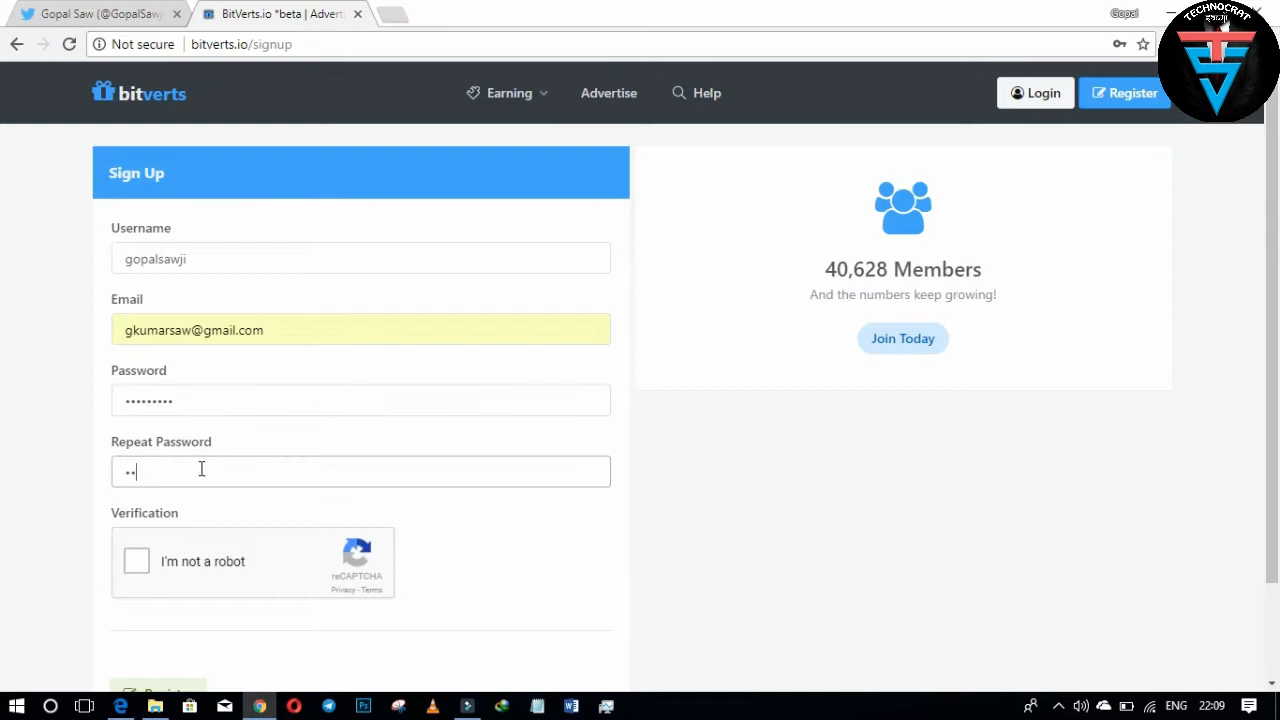 Gopal Saw (@GopalSawj
BitVerts.io *beta | Advert
Gopal
Not secure
bitverts.io/signup
TECHNOCRAT
bitverts
Earning
Advertise
Help
Login
Register
Sign Up
Username
gopalsawji
Email
gkumarsaw@gmail.com
Password
•••••••••
Repeat Password
••
Verification
I'm not a robot
reCAPTCHA
Privacy - Terms
40,628 Members
And the numbers keep growing!
Join Today
ENG
22:09